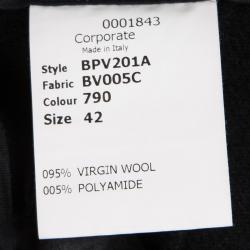 0001843
Corporate
Made in Italy
Style BPV201A
Fabric BV005C
Colour 790
Size 42
095% VIRGIN WOOL
005% POLYAMIDE